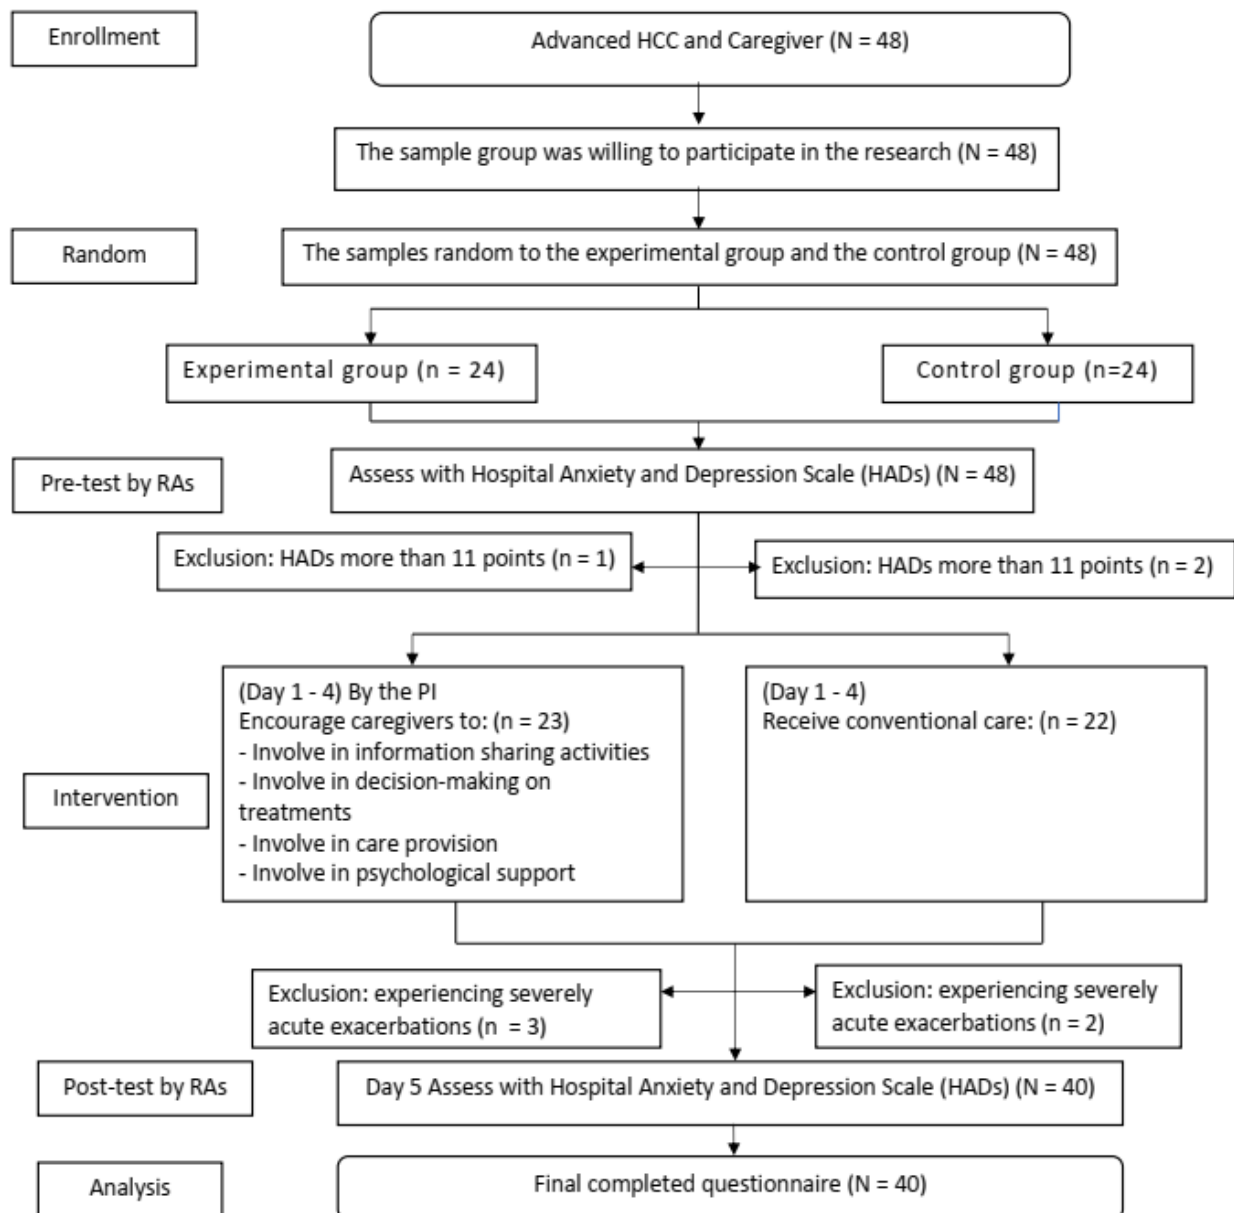 Enrollment
Advanced HCC and Caregiver (N = 48)
The sample group was willing to participate in the research (N = 48)
Random
The samples random to the experimental group and the control group (N = 48)
Experimental group (n = 24)
Control group (n=24)
Pre-test by RAs
Assess with Hospital Anxiety and Depression Scale (HADs) (N = 48)
Exclusion: HADs more than 11 points (n = 1)
Exclusion: HADs more than 11 points (n = 2)
Intervention
(Day 1 - 4) By the PI
Encourage caregivers to: (n = 23)
- Involve in information sharing activities
- Involve in decision-making on
treatments
- Involve in care provision
- Involve in psychological support
(Day 1 - 4)
Receive conventional care: (n = 22)
Exclusion: experiencing severely
acute exacerbations (n  = 3)
Exclusion: experiencing severely
acute exacerbations (n = 2)
Post-test by RAs
Day 5 Assess with Hospital Anxiety and Depression Scale (HADs) (N = 40)
Analysis
Final completed questionnaire (N = 40)